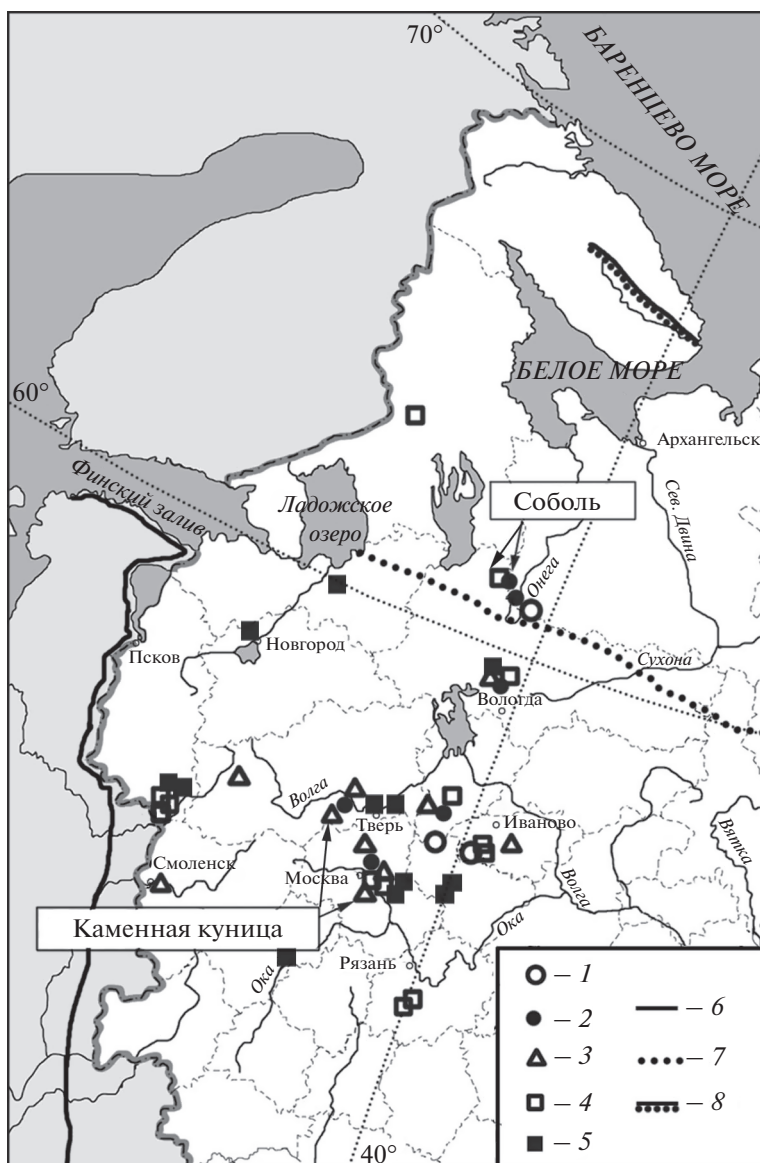 70°
БАРЕНЦЕВО МОРЕ
БЕЛОЕ МОРЕ
60°
Архангельск
Финский залив
Ладожское
озеро
Соболь
Сев. Двина
Онега
Новгород
Псков
Сухона
Вологда
Волга
Тверь
Иваново
Вятка
Смоленск
Москва
Волга
Каменная куница
Ока
Рязань
Ока
– 1
– 2
– 3
– 4
– 5
– 6
– 7
– 8
40°